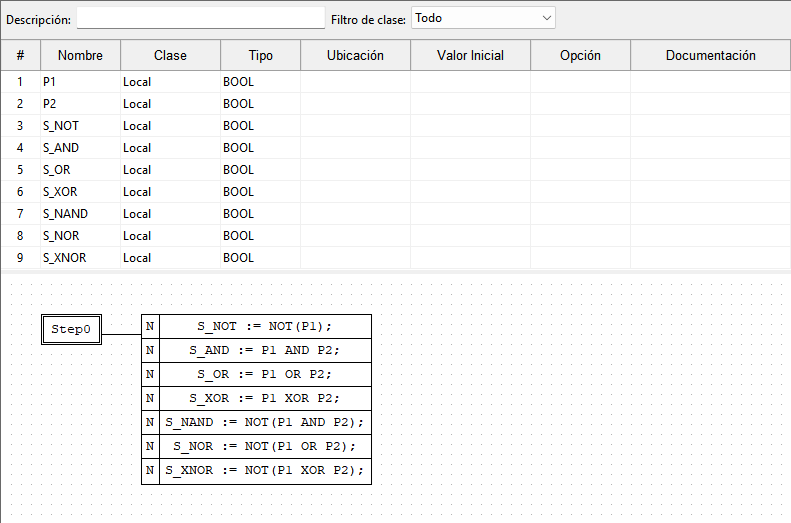 Descripción: Filtro de clase: Todo
# Nombre Clase Tipo Ubicación Valor Inicial Opción Documentación
1 P1 Local BOOL
2 P2 Local BOOL
3 S_NOT Local BOOL
4 S_AND Local BOOL
5 S_OR Local BOOL
6 S_XOR Local BOOL
7 S_NAND Local BOOL
8 S_NOR Local BOOL
9 S_XNOR Local BOOL
Step0 N S_NOT := NOT(P1);
N S_AND := P1 AND P2;
N S_OR := P1 OR P2;
N S_XOR := P1 XOR P2;
N S_NAND := NOT(P1 AND P2);
N S_NOR := NOT(P1 OR P2);
N S_XNOR := NOT(P1 XOR P2);